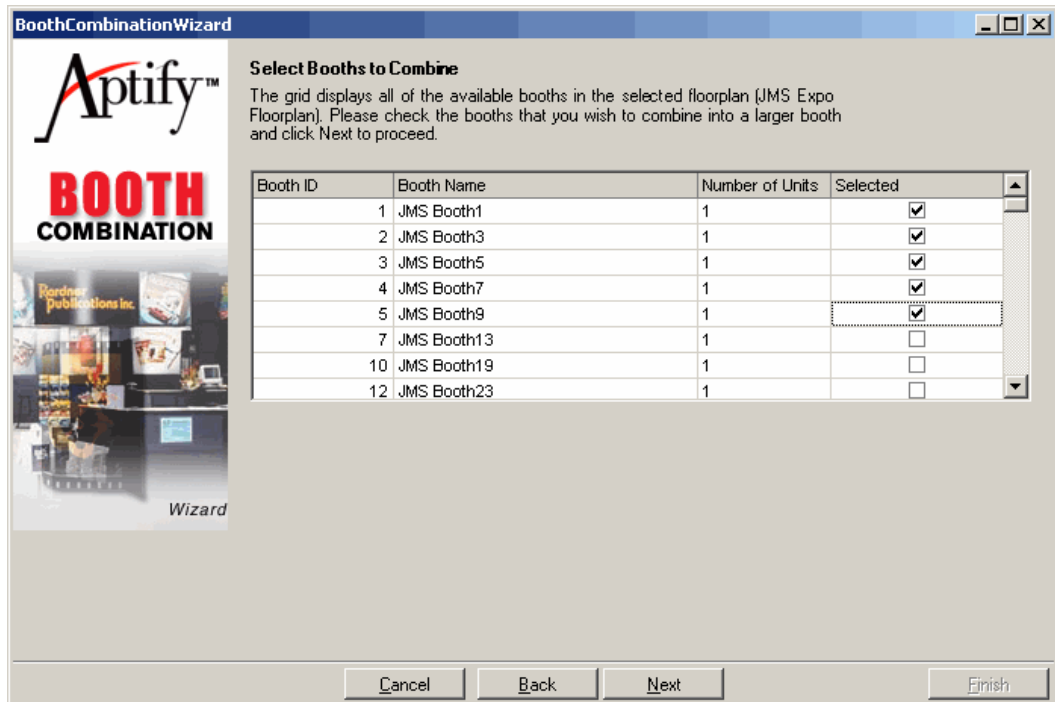 BoothCombinationWizard
Aptify™
BOOTH
COMBINATION
Gardner
publications inc.
Wizard
Select Booths to Combine
The grid displays all of the available booths in the selected floorplan (JMS Expo
Floorplan). Please check the booths that you wish to combine into a larger booth
and click Next to proceed.
Booth ID Booth Name Number of Units Selected
1 JMS Booth1 1
2 JMS Booth3 1
3 JMS Booth5 1
4 JMS Booth7 1
5 JMS Booth9 1
7 JMS Booth13 1
10 JMS Booth19 1
12 JMS Booth23 1
Cancel Back Next Finish